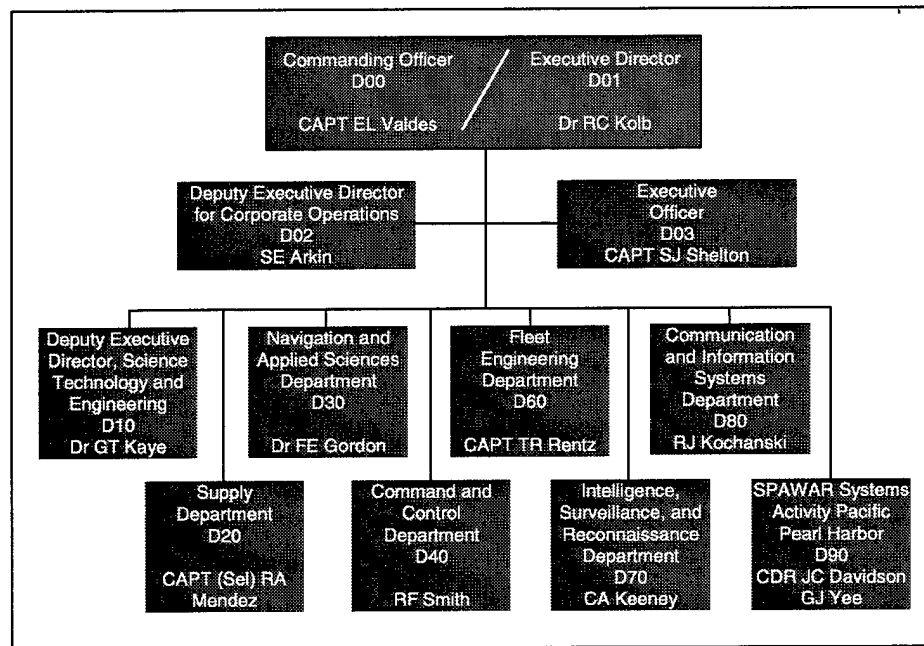 Commanding Officer
D00
CAPT EL Valdes
Executive Director
D01
Dr RC Kolb
Deputy Executive Director
for Corporate Operations
D02
SE Arkin
Executive
Officer
D03
CAPT SJ Shelton
Deputy Executive
Director, Science
Technology and
Engineering
D10
Dr GT Kaye
Navigation and
Applied Sciences
Department
D30
Dr FE Gordon
Fleet
Engineering
Department
D60
CAPT TR Rentz
Communication
and Information
Systems
Department
D80
RJ Kochanski
Supply
Department
D20
CAPT (Sel) RA
Mendez
Command and
Control
Department
D40
RF Smith
Intelligence,
Surveillance, and
Reconnaissance
Department
D70
CA Keeney
SPAWAR Systems
Activity Pacific
Pearl Harbor
D90
CDR JC Davidson
GJ Yee